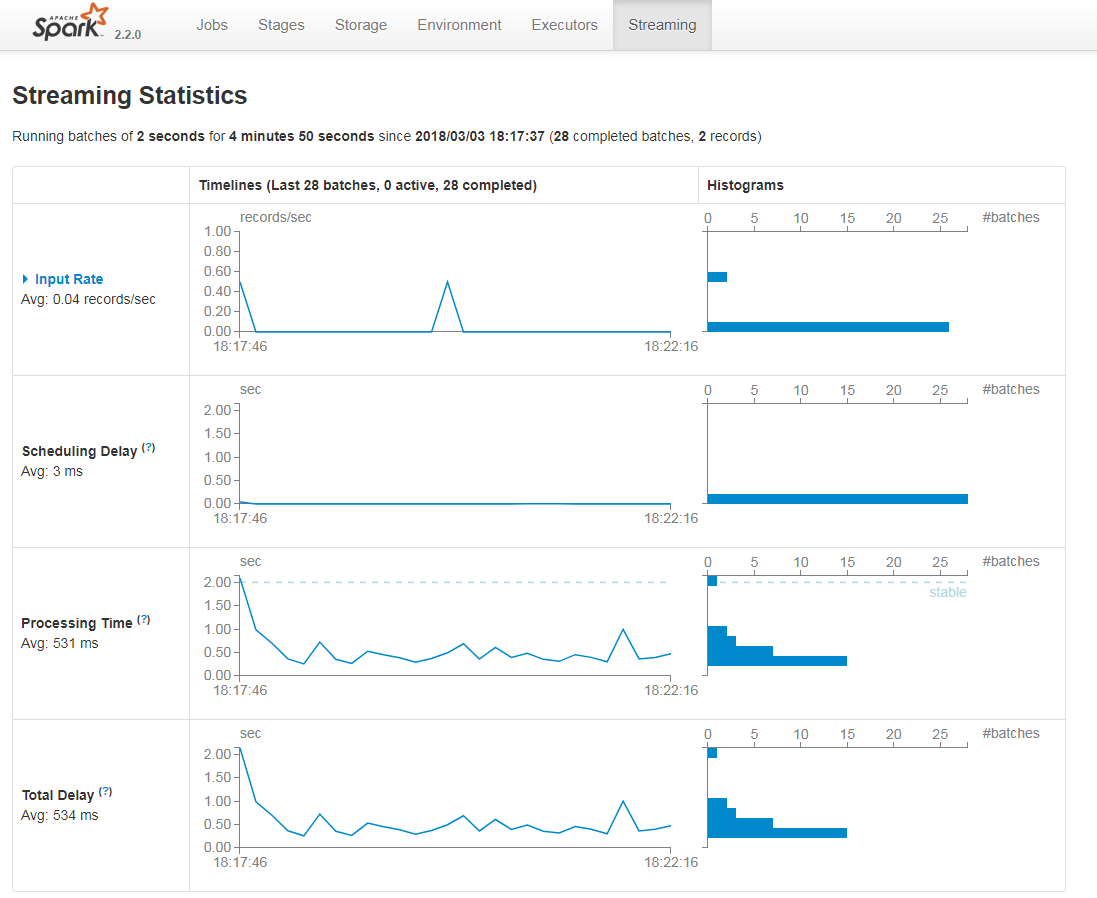 APACHE
Spark 2.2.0 Jobs Stages Storage Environment Executors Streaming
Streaming Statistics
Running batches of 2 seconds for 4 minutes 50 seconds since 2018/03/03 18:17:37 (28 completed batches, 2 records)
Timelines (Last 28 batches, 0 active, 28 completed) Histograms
Input Rate
Avg: 0.04 records/sec
records/sec
1.00
0.80
0.60
0.40
0.20
0.00
18:17:46 18:22:16
0 5 10 15 20 25 #batches
Scheduling Delay (?)
Avg: 3 ms
sec
2.00
1.50
1.00
0.50
0.00
18:17:46 18:22:16
0 5 10 15 20 25 #batches
Processing Time (?)
Avg: 531 ms
sec
2.00
1.50
1.00
0.50
0.00
18:17:46 18:22:16
0 5 10 15 20 25 #batches
stable
Total Delay (?)
Avg: 534 ms
sec
2.00
1.50
1.00
0.50
0.00
18:17:46 18:22:16
0 5 10 15 20 25 #batches